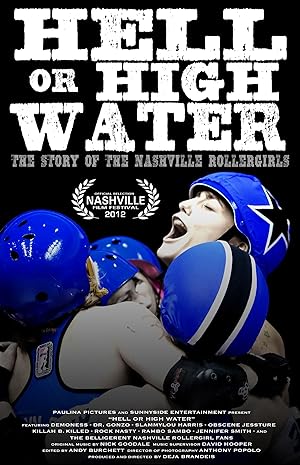 HELL
OR HIGH
WATER
THE STORY OF THE NASHVILLE ROLLERGIRLS
OFFICIAL SELECTION
NASHVILLE
FILM FESTIVAL
2012
PAULINA PICTURES AND SUNNYSIDE ENTERTAINMENT PRESENT
"HELL OR HIGH WATER"
FEATURING DEMONESS • DR. GONZO • SLAMMYLOU HARRIS • OBSCENE JESSTURE
KILLAH B. KILLED • ROCK NASTY • RAMBO SAMBO • JENNIFER SMITH • AND
THE BELLIGERENT NASHVILLE ROLLERGIRL FANS
ORIGINAL MUSIC BY NICK GOODALE MUSIC SUPERVISOR DAVID HOOPER
EDITED BY ANDY BURCHETT DIRECTOR OF PHOTOGRAPHY ANTHONY POPOLO
PRODUCED AND DIRECTED BY DEJA BRANDEIS